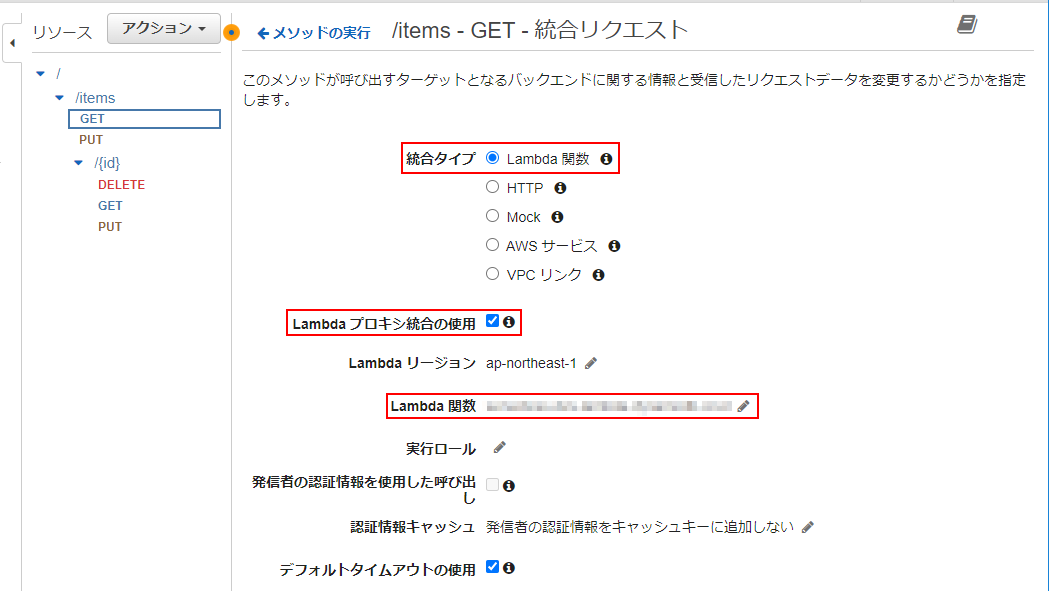 リソース
アクション
/
/items
GET
PUT
/{id}
DELETE
GET
PUT
メソッドの実行
/items - GET - 統合リクエスト
このメソッドが呼び出すターゲットとなるバックエンドに関する情報と受信したリクエストデータを変更するかどうかを指定
します。
統合タイプ Lambda 関数
HTTP
Mock
AWS サービス
VPC リンク
Lambda プロキシ統合の使用
Lambda リージョン ap-northeast-1
Lambda 関数
実行ロール
発信者の認証情報を使用した呼び出
し
認証情報キャッシュ 発信者の認証情報をキャッシュキーに追加しない
デフォルトタイムアウトの使用